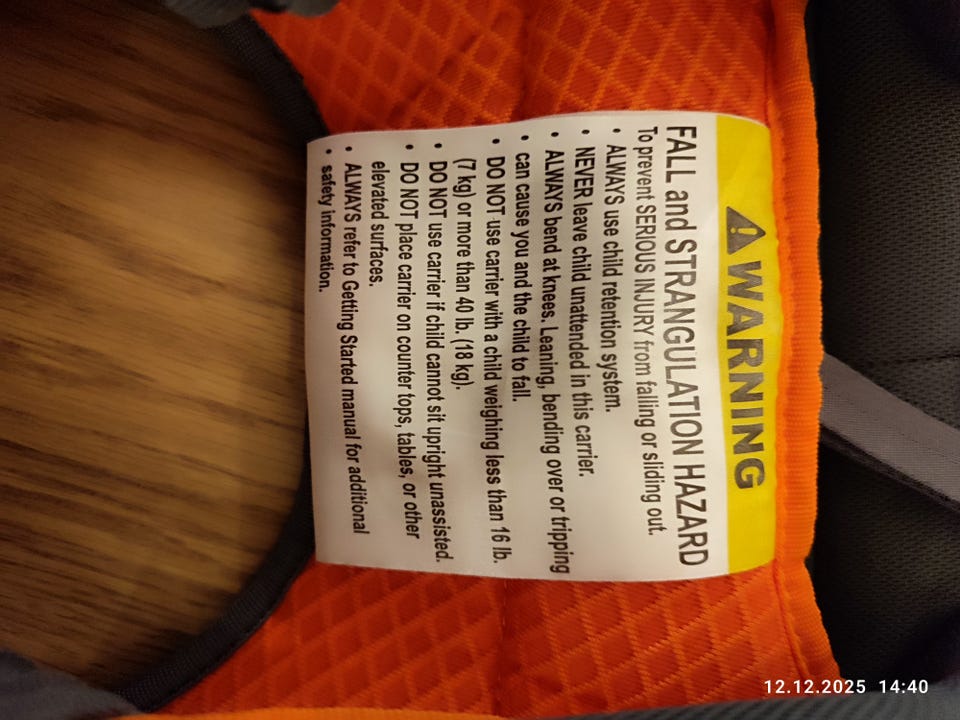 WARNING
FALL and STRANGULATION HAZARD
To prevent SERIOUS INJURY from falling or sliding out.
• ALWAYS use child retention system.
• NEVER leave child unattended in this carrier.
• ALWAYS bend at knees. Leaning, bending over or tripping
• can cause you and the child to fall.
• DO NOT use carrier with a child weighing less than 16 lb.
(7 kg) or more than 40 lb. (18 kg).
• DO NOT use carrier if child cannot sit upright unassisted.
• DO NOT place carrier on counter tops, tables, or other
elevated surfaces.
• ALWAYS refer to Getting Started manual for additional
• safety information.
12.12.2025 14:40